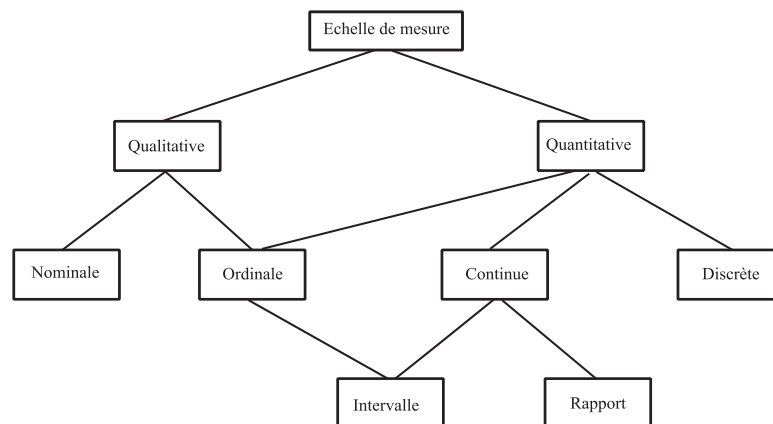 Echelle de mesure
Qualitative
Quantitative
Nominale
Ordinale
Continue
Discrète
Intervalle
Rapport